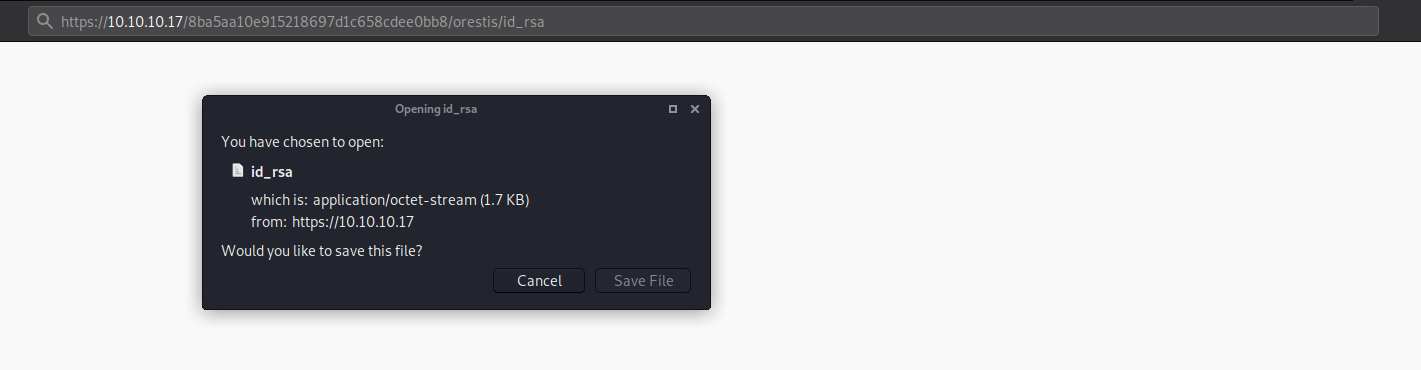 https://10.10.10.17/8ba5aa10e915218697d1c658cdee0bb8/orestis/id_rsa
Opening id_rsa
You have chosen to open:
id_rsa
which is: application/octet-stream (1.7 KB)
from: https://10.10.10.17
Would you like to save this file?
Cancel Save File